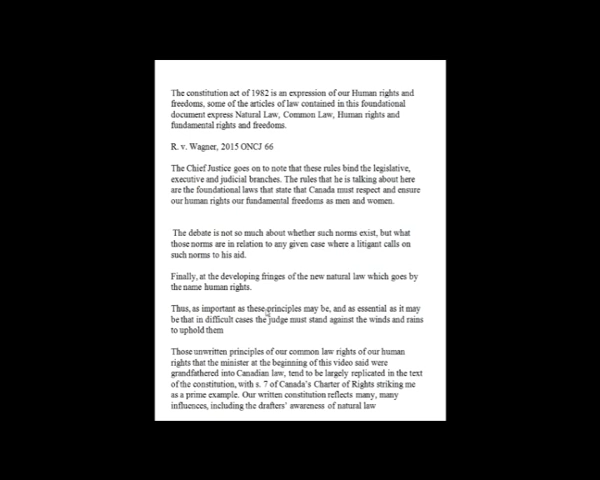 The constitution act of 1982 is an expression of our Human rights and
freedoms, some of the articles of law contained in this foundational
document express Natural Law, Common Law, Human rights and
fundamental rights and freedoms.
R. v. Wagner, 2015 ONCJ 66
The Chief Justice goes on to note that these rules bind the legislative,
executive and judicial branches. The rules that he is talking about here
are the foundational laws that state that Canada must respect and ensure
our human rights our fundamental freedoms as men and women.
The debate is not so much about whether such norms exist, but what
those norms are in relation to any given case where a litigant calls on
such norms to his aid.
Finally, at the developing fringes of the new natural law which goes by
the name human rights.
Thus, as important as these principles may be, and as essential as it may
be that in difficult cases the judge must stand against the winds and rains
to uphold them
Those unwritten principles of our common law rights of our human
rights that the minister at the beginning of this video said were
grandfathered into Canadian law, tend to be largely replicated in the text
of the constitution, with s. 7 of Canada's Charter of Rights striking me
as a prime example. Our written constitution reflects many, many
influences, including the drafters' awareness of natural law